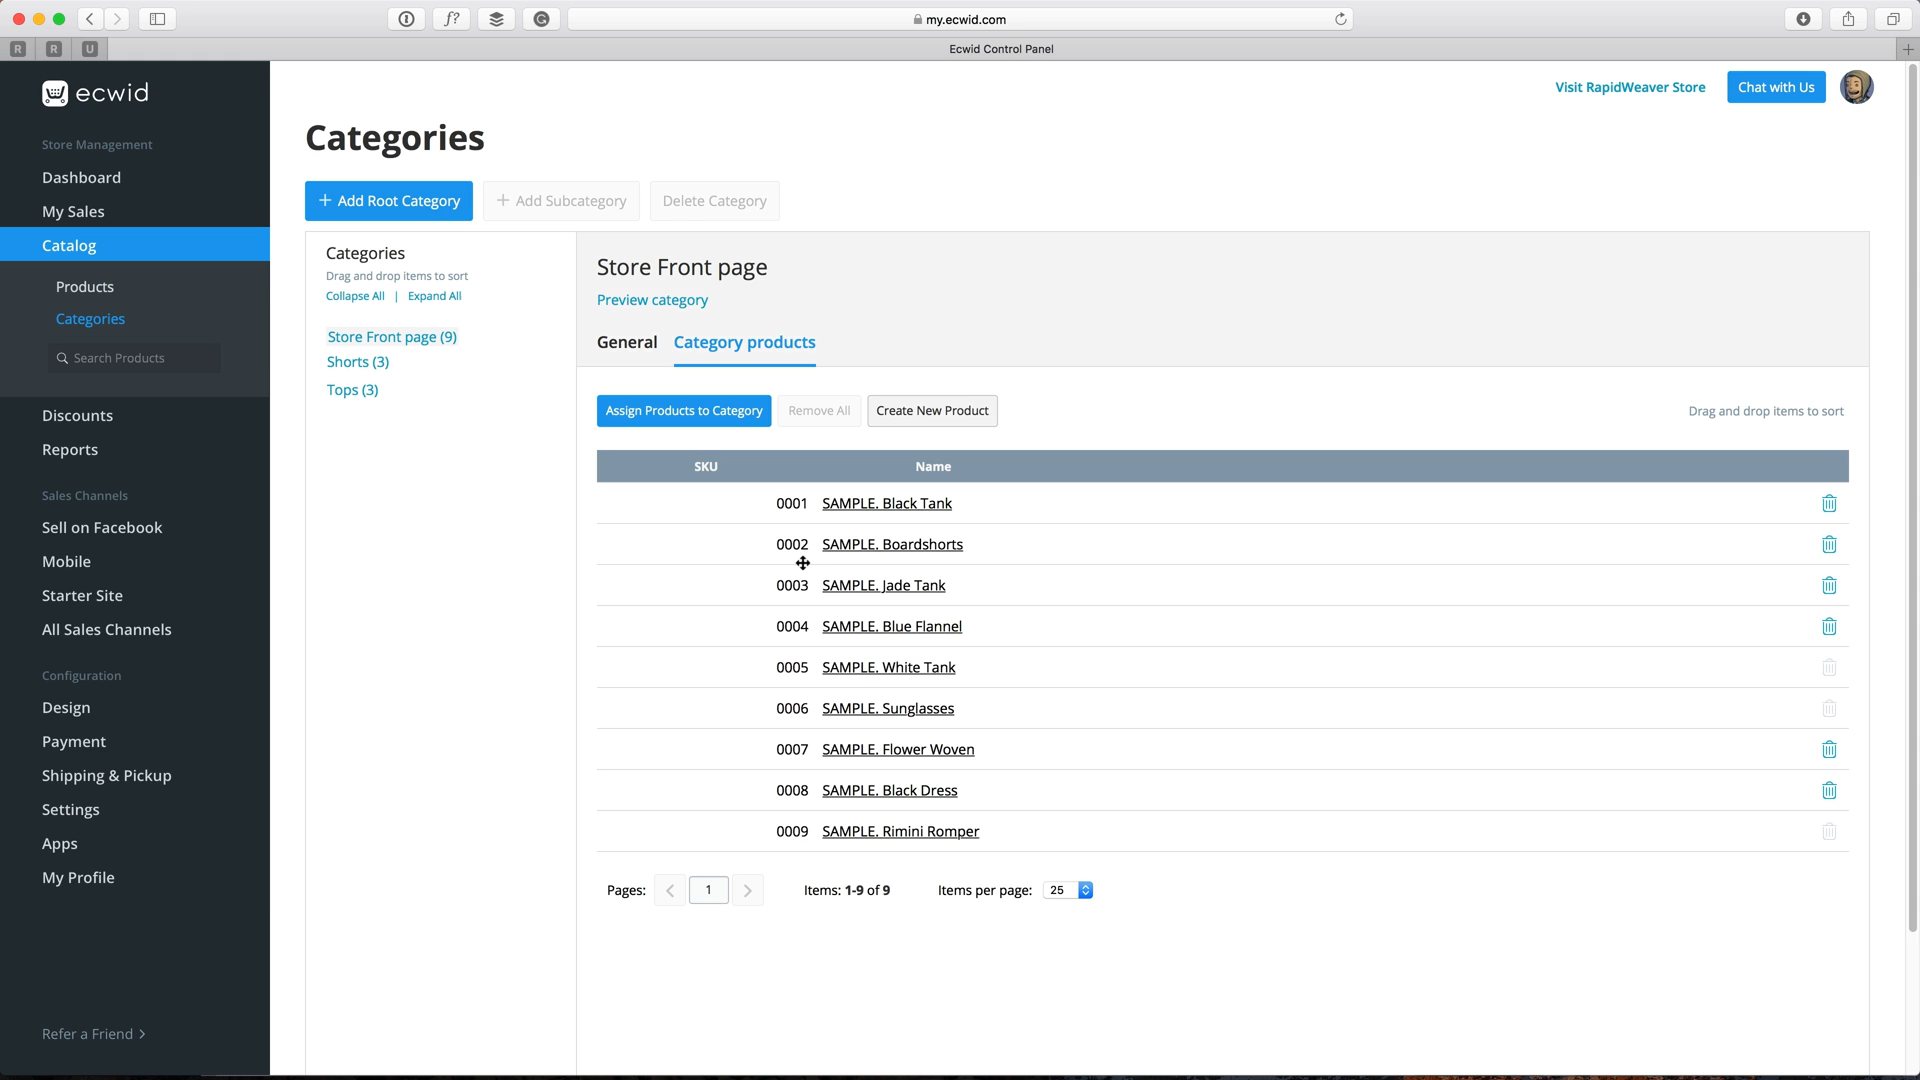 my.ecwid.com
R R U Ecwid Control Panel
ecwid
Visit RapidWeaver Store Chat with Us
Categories
Store Management
Dashboard
My Sales
Catalog
Products
Categories
Search Products
Discounts
Reports
Sales Channels
Sell on Facebook
Mobile
Starter Site
All Sales Channels
Configuration
Design
Payment
Shipping & Pickup
Settings
Apps
My Profile
Refer a Friend >
+ Add Root Category + Add Subcategory Delete Category
Categories
Drag and drop items to sort
Collapse All | Expand All
Store Front page (9)
Shorts (3)
Tops (3)
Store Front page
Preview category
General Category products
Assign Products to Category Remove All Create New Product Drag and drop items to sort
SKU Name
0001 SAMPLE. Black Tank
0002 SAMPLE. Boardshorts
0003 SAMPLE. Jade Tank
0004 SAMPLE. Blue Flannel
0005 SAMPLE. White Tank
0006 SAMPLE. Sunglasses
0007 SAMPLE. Flower Woven
0008 SAMPLE. Black Dress
0009 SAMPLE. Rimini Romper
Pages: < 1 > Items: 1-9 of 9 Items per page: 25